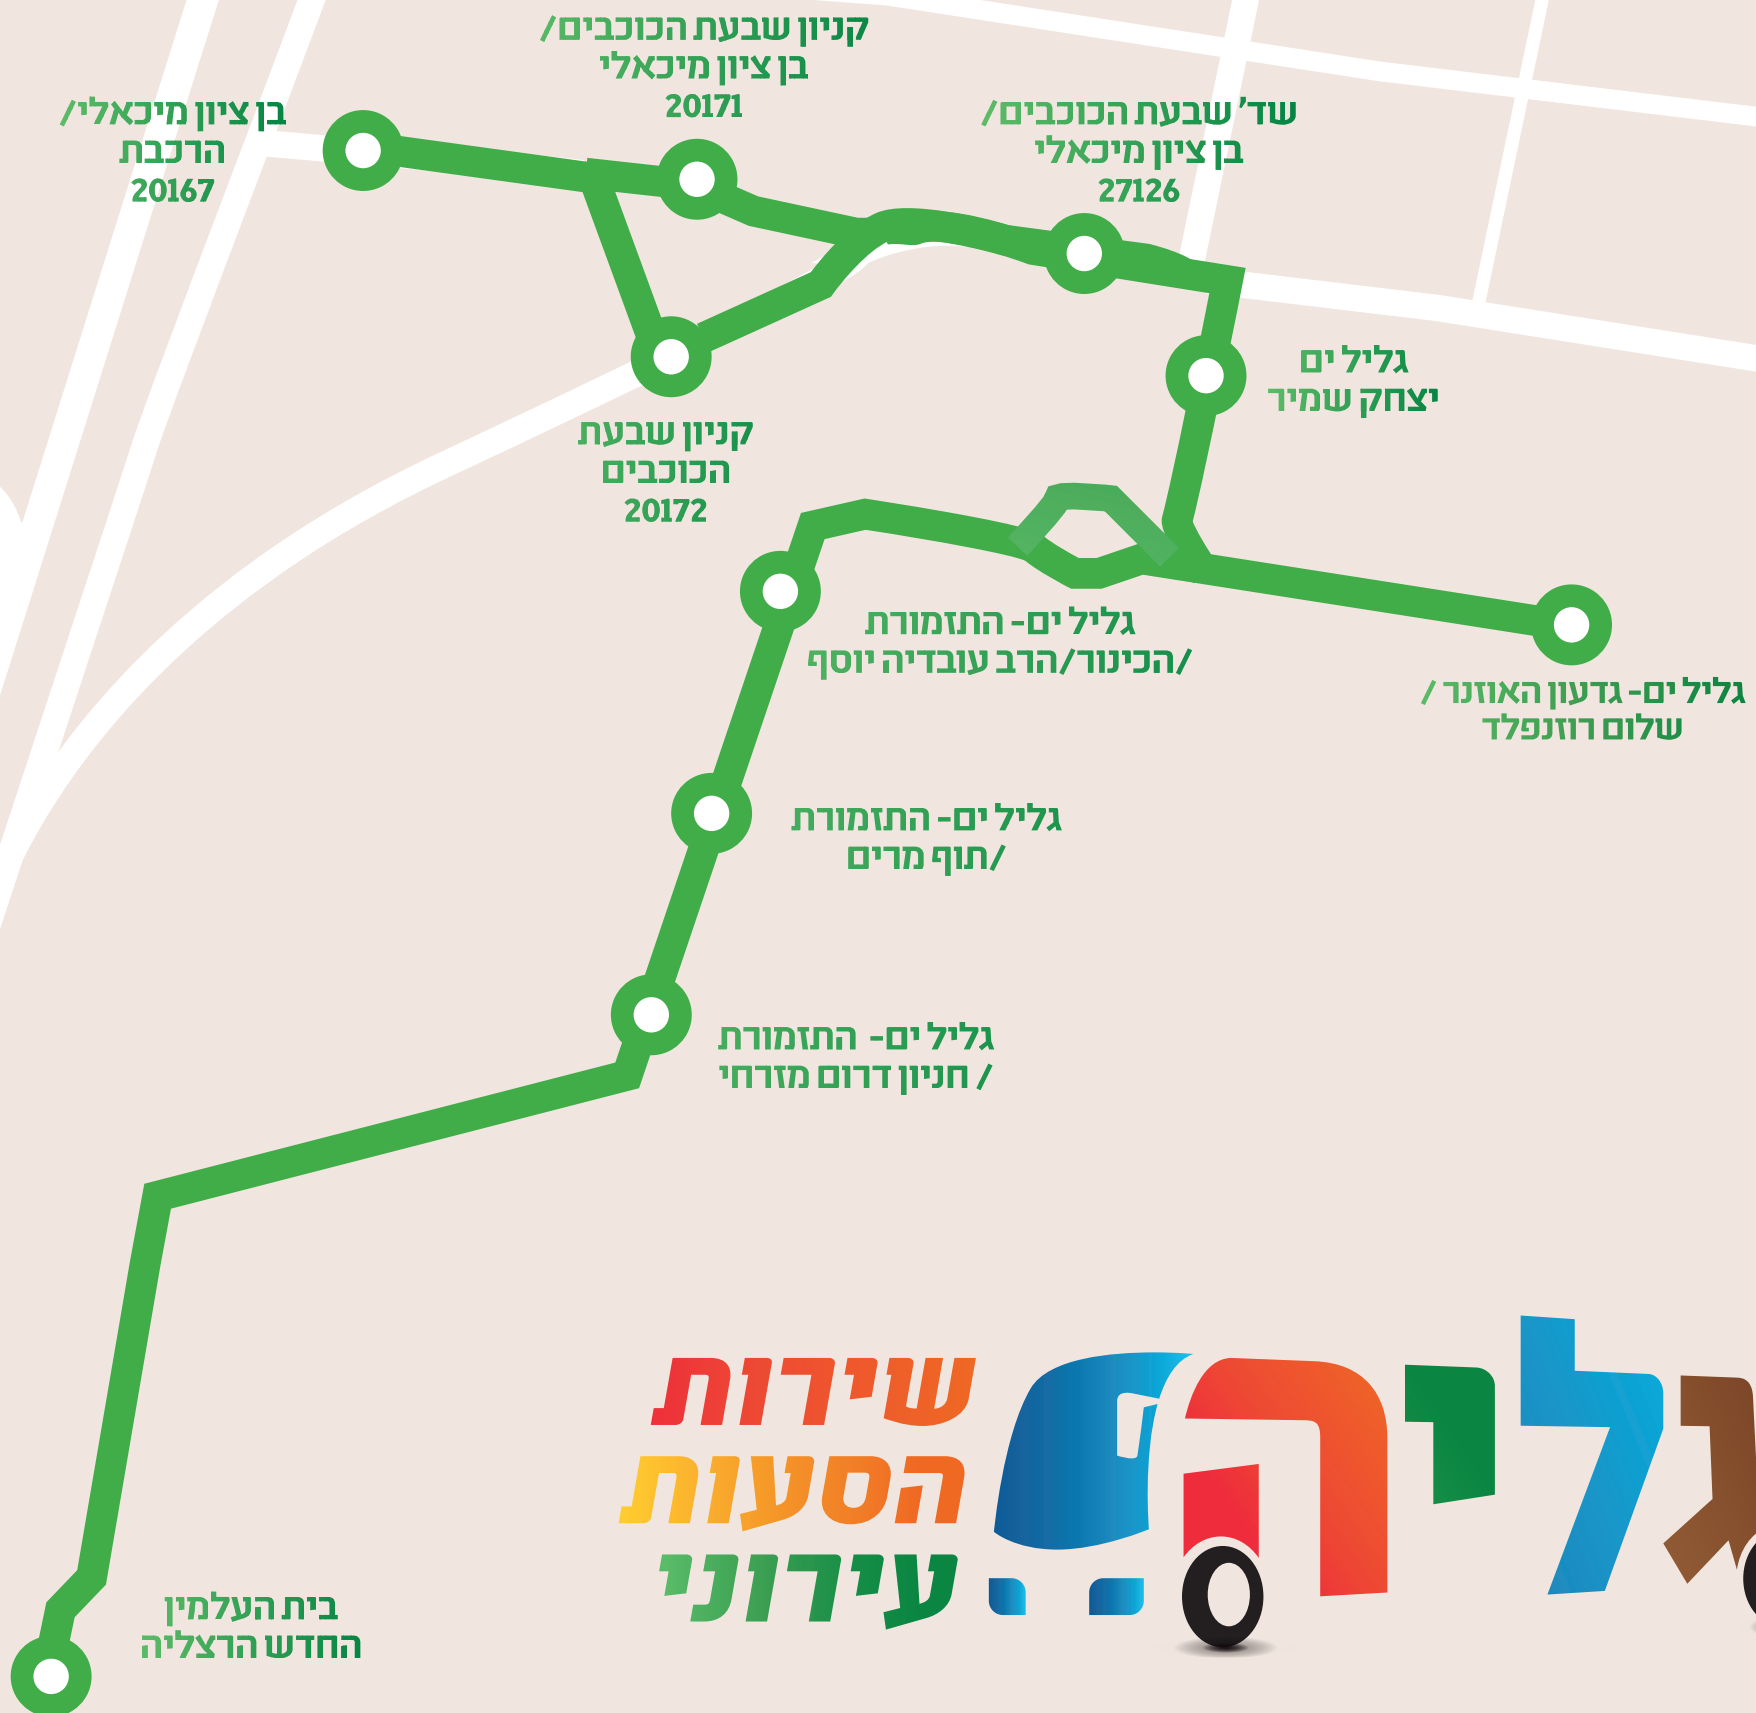 קניון שבעת הכוכבים/
בן ציון מיכאלי
20171
בן ציון מיכאלי/
הרכבת
20167
שד' שבעת הכוכבים/
בן ציון מיכאלי
27126
גליל ים
יצחק שמיר
קניון שבעת
הכוכבים
20172
גליל ים- התזמורת
/הכינור/הרב עובדיה יוסף
גליל ים- גדעון האוזנר /
שלום רוזנפלד
גליל ים- התזמורת
/תוף מרים
גליל ים- התזמורת
/ חניון דרום מזרחי
גליה
שירות
הסעות
עירוני
בית העלמין
החדש הרצליה